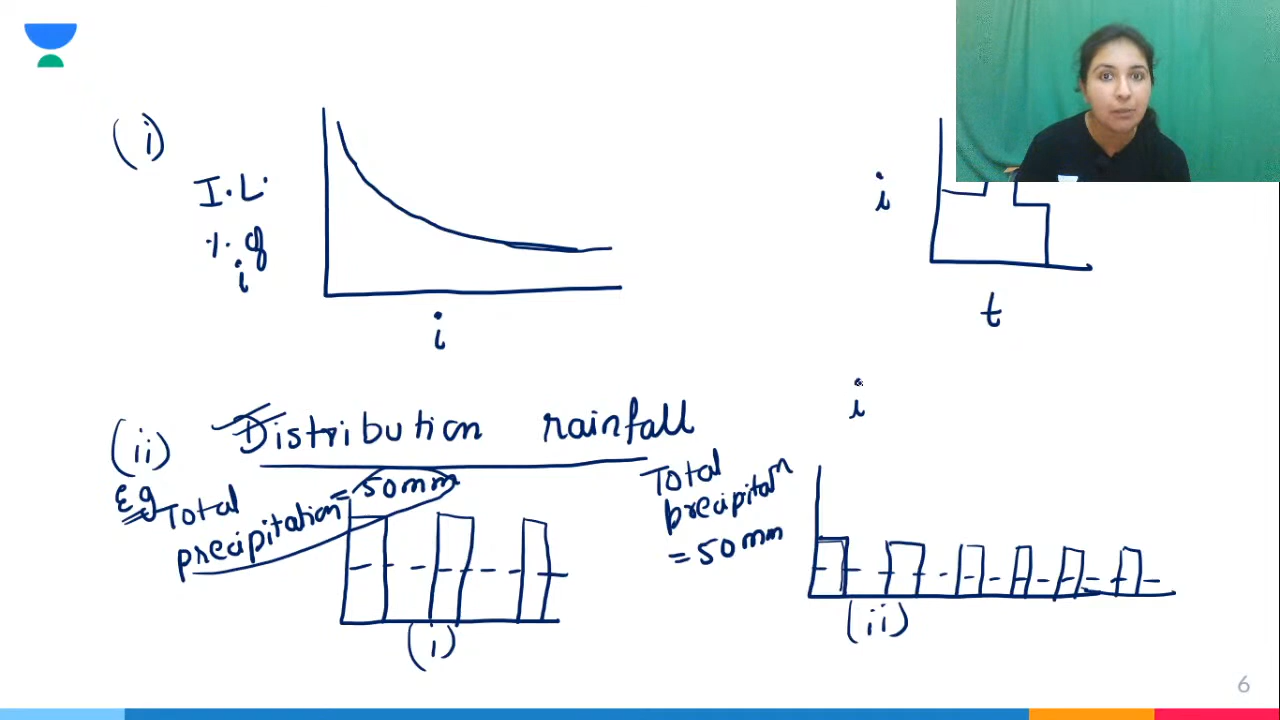 (i)
I.L.
%. of
i
i
i
t
i
(ii) Distribution rainfall
Eg Total precipitation = 50mm
Total precipitatn = 50mm
(i)
(ii)
6